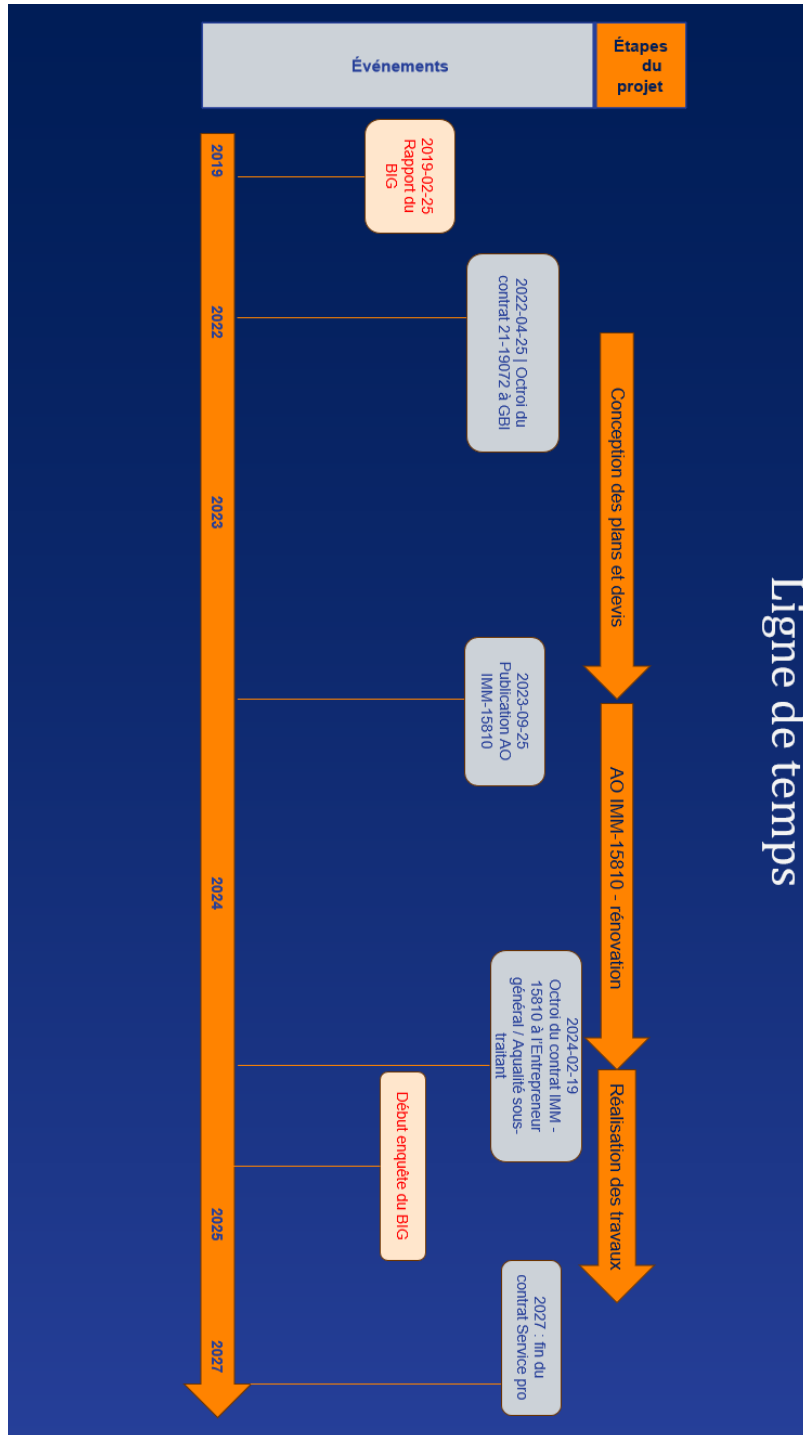 Ligne de temps
Étapes
du
projet
Conception des plans et devis
AO IMM-15810 - rénovation
Réalisation des travaux
Événements
2019-02-25
Rapport du
BIG
2022-04-25 | Octroi du
contrat 21-19072 à GBI
2023-09-25
Publication AO
IMM-15810
2024-02-19
Octroi du contrat IMM -
15810 à l'Entrepreneur
général / Aqualité sous-
traitant
Début enquête du BIG
2027 : fin du
contrat Service pro
2019
2022
2023
2024
2025
2027